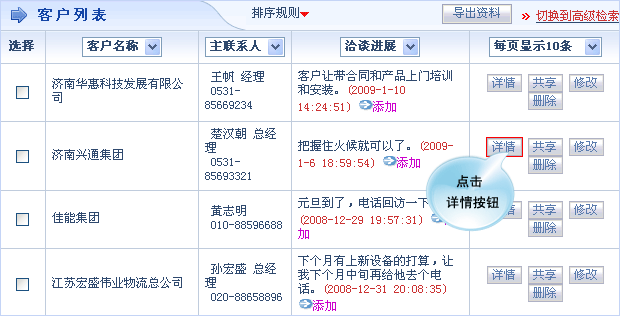 客户列表
排序规则
导出资料
» 切换到高级检索
选择
客户名称
主联系人
洽谈进展
每页显示10条
济南华惠科技发展有限公
司
王帆 经理
0531-
85669234
客户让带合同和产品上门培训
和安装。(2009-1-10
14:24:51) 添加
详情 共享 修改
删除
济南兴通集团
楚汉朝 总经
理
0531-
85693321
把握住火候就可以了。(2009-
1-6 18:59:54) 添加
详情 共享 修改
删除
点击
详情按钮
佳能集团
黄志明
010-88596688
元旦到了,电话回访一下
(2008-12-29 19:57:31)
加
共享 修改
删除
江苏宏盛伟业物流总公司
孙宏盛 总经
理
020-88658896
下个月有上新设备的打算,让
我下个月中旬再给他去个电
话。(2008-12-31 20:08:35)
添加
详情 共享 修改
删除